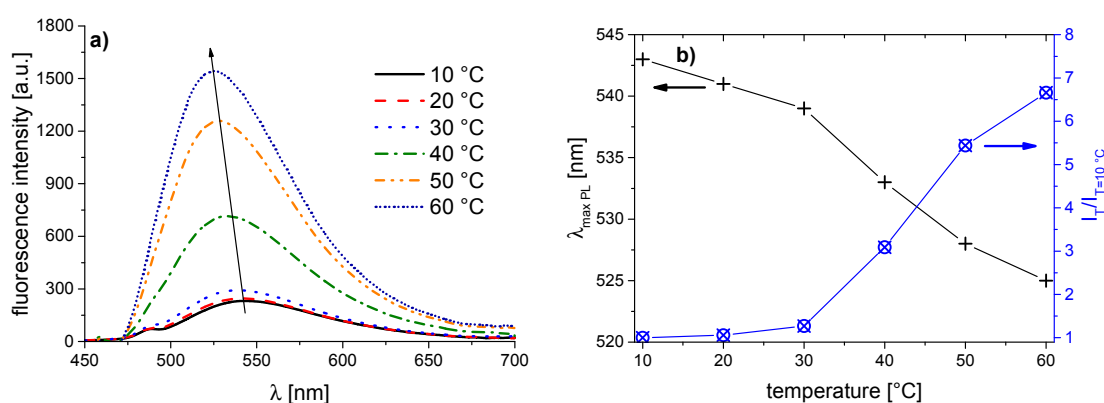 a)
fluorescence intensity [a.u.]
1800
1500
1200
900
600
300
0
450 500 550 600 650 700
λ [nm]
10 °C
20 °C
30 °C
40 °C
50 °C
60 °C
b)
λmax PL [nm]
545
540
535
530
525
520
10 20 30 40 50 60
temperature [°C]
8
7
6
5
4
3
2
1
IT/IT=10 °C